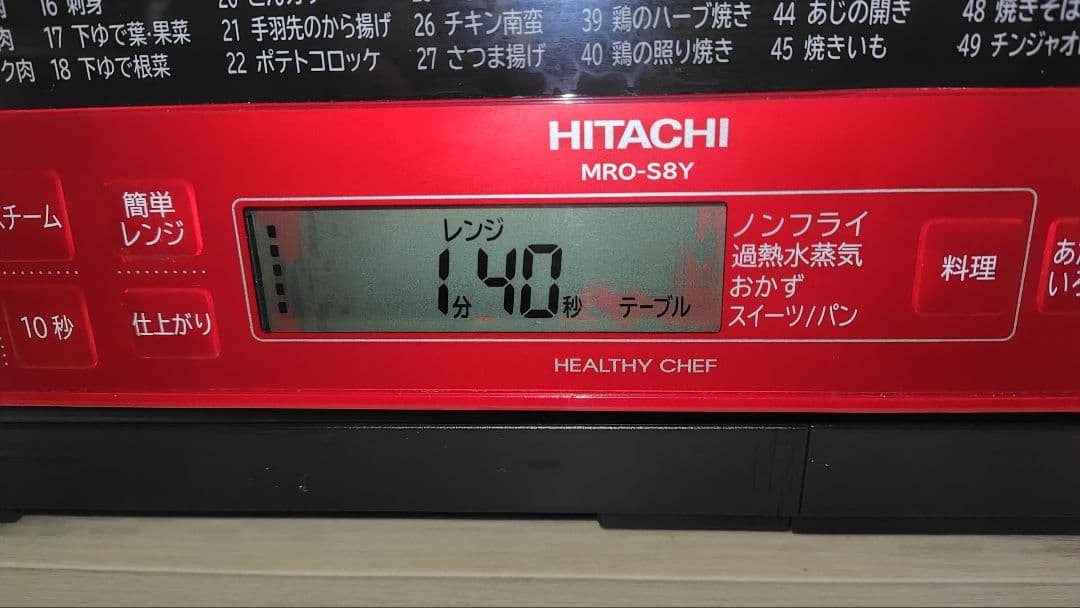 16 刺身
17 下ゆで葉・果菜
18 下ゆで根菜
21 手羽先のから揚げ
22 ポテトコロッケ
26 チキン南蛮
27 さつま揚げ
39 鶏のハーブ焼き
40 鶏の照り焼き
44 あじの開き
45 焼きいも
48 焼きそば
49 チンジャオ
HITACHI
MRO-S8Y
チーム
簡単
レンジ
10秒
仕上がり
レンジ
1分40秒 テーブル
ノンフライ
過熱水蒸気
おかず
スイーツ/パン
料理
HEALTHY CHEF